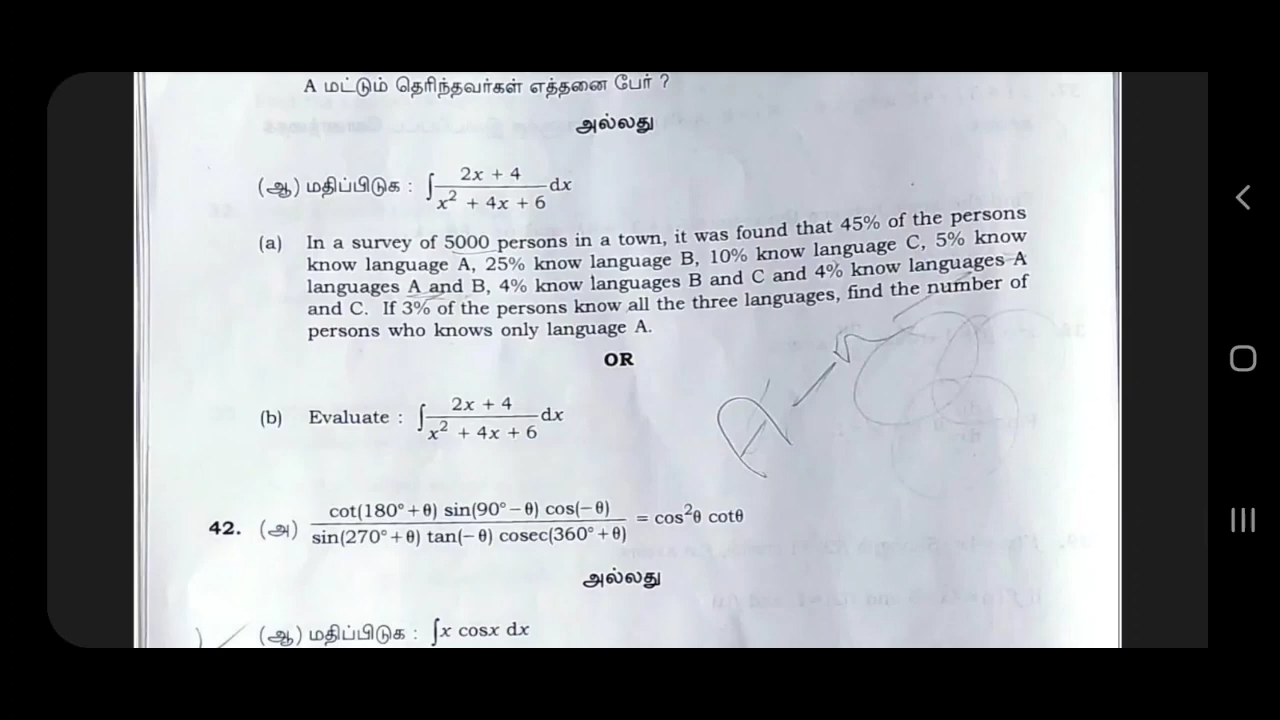 A மட்டும் தெரிந்தவர்கள் எத்தனை பேர் ?
அல்லது
(ஆ) மதிப்பிடுக : ∫ (2x + 4)/(x² + 4x + 6) dx
(a) In a survey of 5000 persons in a town, it was found that 45% of the persons
know language A, 25% know language B, 10% know language C, 5% know
languages A and B, 4% know languages B and C and 4% know languages A
and C. If 3% of the persons know all the three languages, find the number of
persons who knows only language A.
OR
(b) Evaluate : ∫ (2x + 4)/(x² + 4x + 6) dx
42. (அ) cot(180° + θ) sin(90° − θ) cos(− θ) / sin(270° + θ) tan(− θ) cosec(360° + θ) = cos²θ cotθ
அல்லது
(ஆ) மதிப்பிடுக : ∫x cosx dx